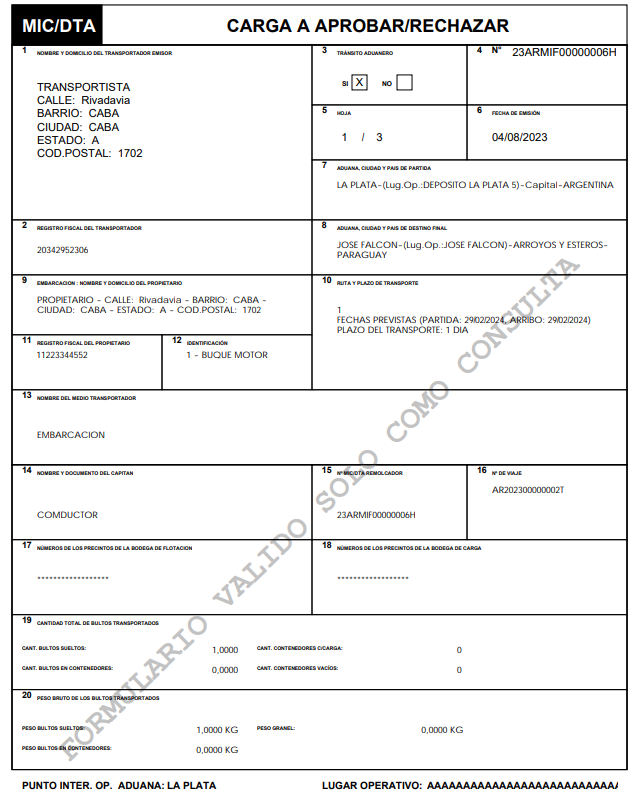 MIC/DTA
CARGA A APROBAR/RECHAZAR
1 NOMBRE Y DOMICILIO DEL TRANSPORTADOR EMISOR
TRANSPORTISTA
CALLE: Rivadavia
BARRIO: CABA
CIUDAD: CABA
ESTADO: A
COD.POSTAL: 1702
3 TRÁNSITO ADUANERO
SI X NO
4 N° 23ARMIF00000006H
5 HOJA
1 / 3
6 FECHA DE EMISIÓN
04/08/2023
7 ADUANA, CIUDAD Y PAIS DE PARTIDA
LA PLATA-(Lug.Op.:DEPOSITO LA PLATA 5)-Capital-ARGENTINA
2 REGISTRO FISCAL DEL TRANSPORTADOR
20342952306
8 ADUANA, CIUDAD Y PAIS DE DESTINO FINAL
JOSE FALCON-(Lug.Op.:JOSE FALCON)-ARROYOS Y ESTEROS-
PARAGUAY
9 EMBARCACION : NOMBRE Y DOMICILIO DEL PROPIETARIO
PROPIETARIO - CALLE: Rivadavia - BARRIO: CABA -
CIUDAD: CABA - ESTADO: A - COD.POSTAL: 1702
10 RUTA Y PLAZO DE TRANSPORTE
1
FECHAS PREVISTAS (PARTIDA: 29/02/2024, ARRIBO: 29/02/2024)
PLAZO DEL TRANSPORTE: 1 DIA
11 REGISTRO FISCAL DEL PROPIETARIO
11223344552
12 IDENTIFICACIÓN
1 - BUQUE MOTOR
13 NOMBRE DEL MEDIO TRANSPORTADOR
EMBARCACION
14 NOMBRE Y DOCUMENTO DEL CAPITAN
COMDUCTOR
15 N° MIC/DTA REMOLCADOR
23ARMIF00000006H
16 N° DE VIAJE
AR202300000002T
17 NÚMEROS DE LOS PRECINTOS DE LA BODEGA DE FLOTACION
******************
18 NÚMEROS DE LOS PRECINTOS DE LA BODEGA DE CARGA
******************
19 CANTIDAD TOTAL DE BULTOS TRANSPORTADOS
CANT. BULTOS SUELTOS: 1,0000 CANT. CONTENEDORES C/CARGA: 0
CANT. BULTOS EN CONTENEDORES: 0,0000 CANT. CONTENEDORES VACÍOS: 0
20 PESO BRUTO DE LOS BULTOS TRANSPORTADOS
PESO BULTOS SUELTOS: 1,0000 KG PESO GRANEL: 0,0000 KG
PESO BULTOS EN CONTENEDORES: 0,0000 KG
FORMULARIO VALIDO SOLO COMO CONSULTA
PUNTO INTER. OP. ADUANA: LA PLATA
LUGAR OPERATIVO: AAAAAAAAAAAAAAAAAAAAAAAAAA